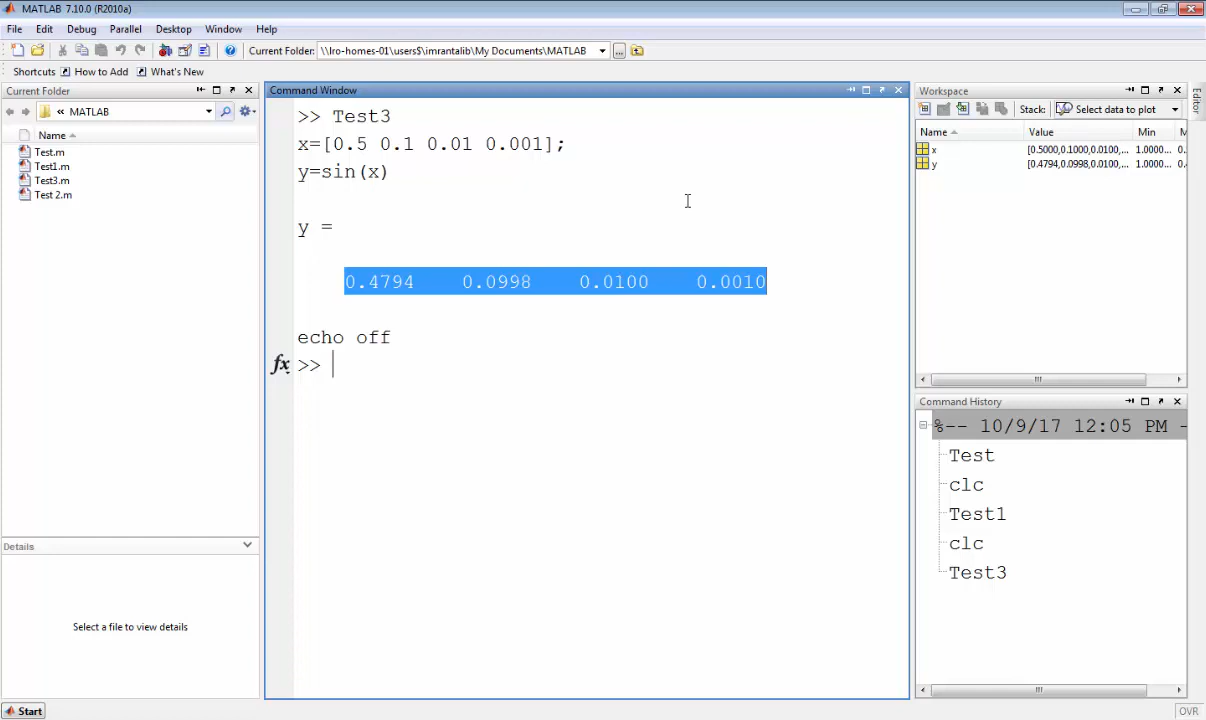 MATLAB 7.10.0 (R2010a)
File Edit Debug Parallel Desktop Window Help
Current Folder: \\lro-homes-01\users$\imrantalib\My Documents\MATLAB ...
Shortcuts How to Add What's New
Current Folder
« MATLAB
Name
Test.m
Test1.m
Test3.m
Test 2.m
Details
Select a file to view details
Command Window
>> Test3
x=[0.5 0.1 0.01 0.001];
y=sin(x)
y =
0.4794 0.0998 0.0100 0.0010
echo off
fx >>
Workspace
Stack: Select data to plot
Name Value Min M
x [0.5000,0.1000,0.0100,... 1.0000... 0.
y [0.4794,0.0998,0.0100,... 1.0000... 0.
Editor
Command History
%-- 10/9/17 12:05 PM -
Test
clc
Test1
clc
Test3
Start
OVR